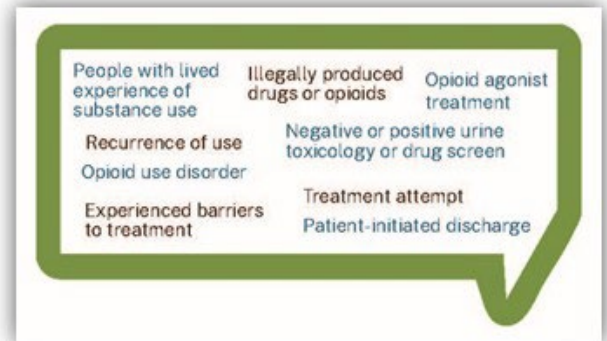 People with lived
experience of
substance use
Illegally produced
drugs or opioids
Opioid agonist
treatment
Recurrence of use
Negative or positive urine
toxicology or drug screen
Opioid use disorder
Experienced barriers
to treatment
Treatment attempt
Patient-initiated discharge